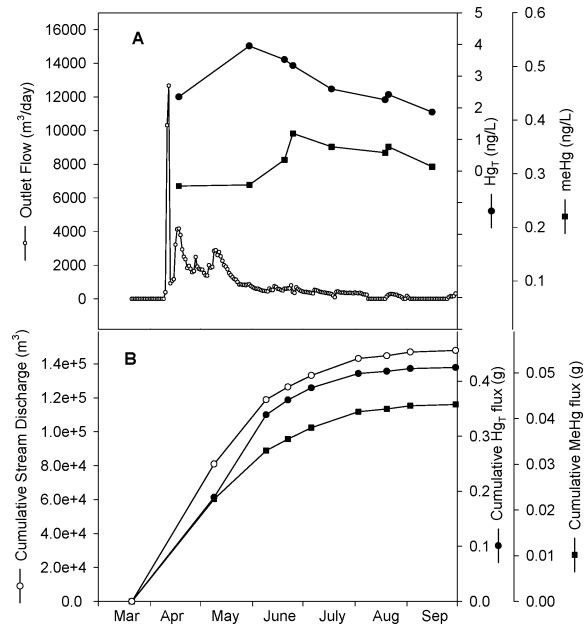 A
Outlet Flow (m3/day)
16000
14000
12000
10000
8000
6000
4000
2000
0
5
4
3
2
1
0
HgT (ng/L)
0.6
0.5
0.4
0.3
0.2
0.1
meHg (ng/L)
B
Cumulative Stream Discharge (m3)
1.4e+5
1.2e+5
1.0e+5
8.0e+4
6.0e+4
4.0e+4
2.0e+4
0.0
0.4
0.3
0.2
0.1
0.0
Cumulative HgT flux (g)
0.05
0.04
0.03
0.02
0.01
0.00
Cumulative MeHg flux (g)
Mar Apr May June July Aug Sep